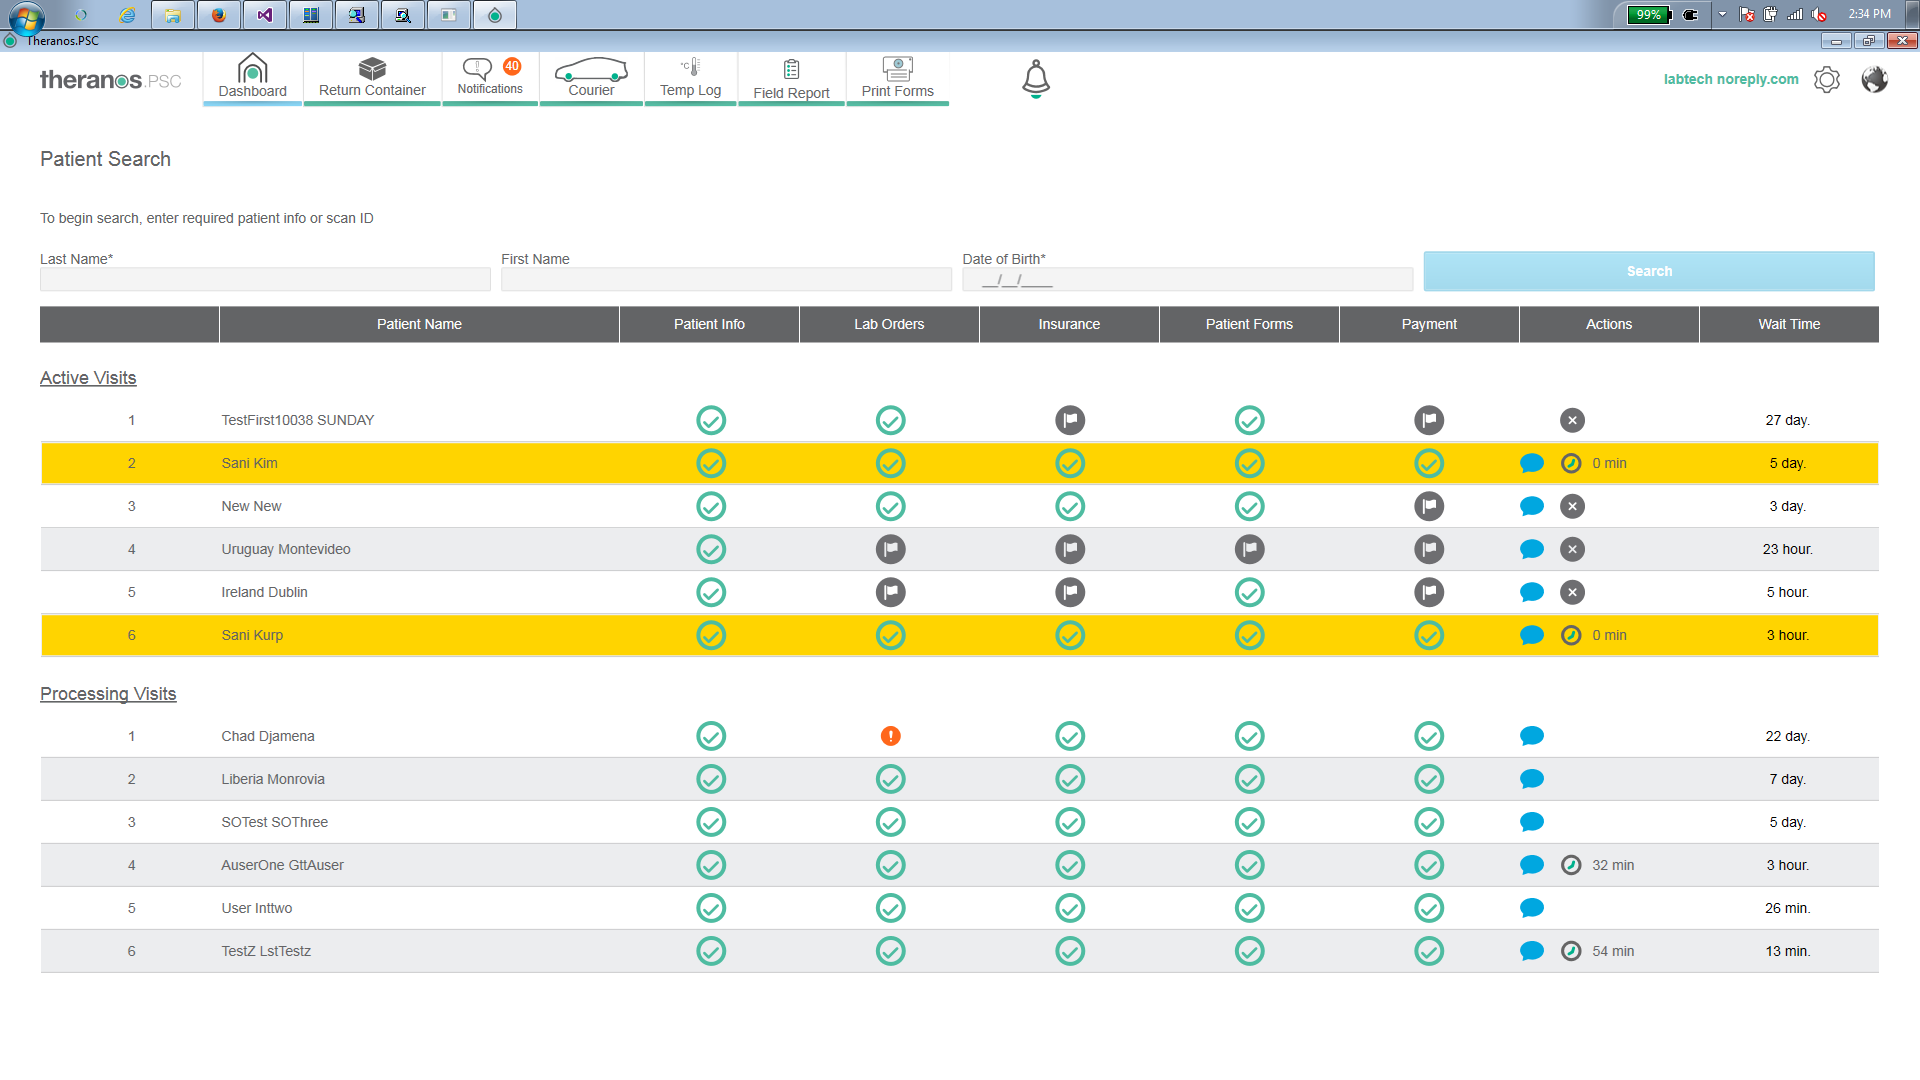 99% 2:34 PM
Theranos.PSC
theranos.PSC
Dashboard Return Container Notifications 40 Courier °C Temp Log Field Report Print Forms labtech noreply.com
Patient Search
To begin search, enter required patient info or scan ID
Last Name* First Name Date of Birth*
__/__/____ Search
Patient Name Patient Info Lab Orders Insurance Patient Forms Payment Actions Wait Time
Active Visits
1 TestFirst10038 SUNDAY 27 day.
2 Sani Kim 0 min 5 day.
3 New New 3 day.
4 Uruguay Montevideo 23 hour.
5 Ireland Dublin 5 hour.
6 Sani Kurp 0 min 3 hour.
Processing Visits
1 Chad Djamena 22 day.
2 Liberia Monrovia 7 day.
3 SOTest SOThree 5 day.
4 AuserOne GttAuser 32 min 3 hour.
5 User Inttwo 26 min.
6 TestZ LstTestz 54 min 13 min.